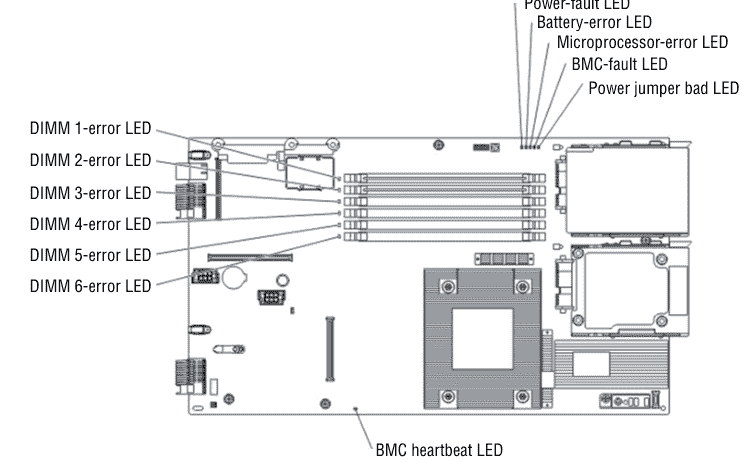 Power-fault LED
Battery-error LED
Microprocessor-error LED
BMC-fault LED
Power jumper bad LED
DIMM 1-error LED
DIMM 2-error LED
DIMM 3-error LED
DIMM 4-error LED
DIMM 5-error LED
DIMM 6-error LED
BMC heartbeat LED